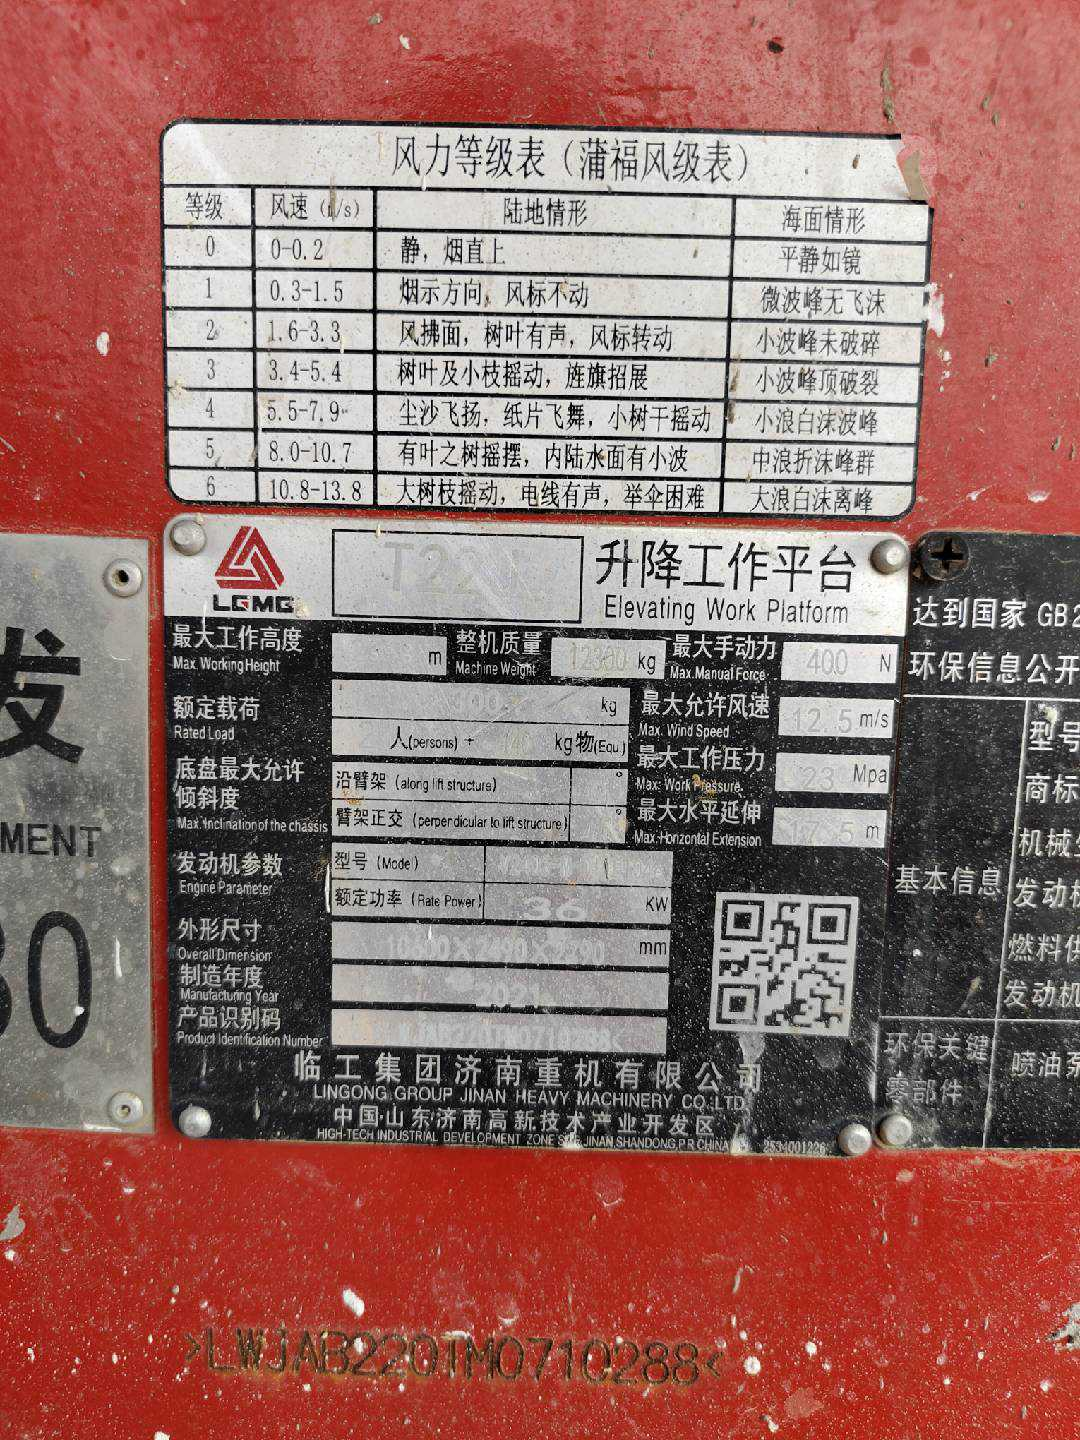 风力等级表（蒲福风级表）
等级 风速（m/s） 陆地情形 海面情形
0 0-0.2 静，烟直上 平静如镜
1 0.3-1.5 烟示方向，风标不动 微波峰无飞沫
2 1.6-3.3 风拂面，树叶有声，风标转动 小波峰未破碎
3 3.4-5.4 树叶及小枝摇动，旌旗招展 小波峰顶破裂
4 5.5-7.9 尘沙飞扬，纸片飞舞，小树干摇动 小浪白沫波峰
5 8.0-10.7 有叶之树摇摆，内陆水面有小波 中浪折沫峰群
6 10.8-13.8 大树枝摇动，电线有声，举伞困难 大浪白沫离峰
LGMG
升降工作平台
Elevating Work Platform
最大工作高度 m
Max. Working Height
整机质量 12300 kg
Machine Weight
最大手动力 400 N
Max. Manual Force
额定载荷 kg
Rated Load
人(persons) + kg物(Equ)
最大允许风速 12.5 m/s
Max. Wind Speed
底盘最大允许
倾斜度
Max. Inclination of the chassis
沿臂架 (along lift structure) °
臂架正交 (perpendicular to lift structure) °
最大工作压力 23 Mpa
Max. Work Pressure
最大水平延伸 17.5 m
Max. Horizontal Extension
发动机参数
Engine Parameter
型号 (Mode)
额定功率 (Rate Power) 36 KW
外形尺寸 mm
Overall Dimension
制造年度
Manufacturing Year
产品识别码
Product Identification Number
临工集团济南重机有限公司
LINGONG GROUP JINAN HEAVY MACHINERY CO.,LTD.
中国·山东济南高新技术产业开发区
HIGH-TECH INDUSTRIAL DEVELOPMENT ZONE JINAN,SHANDONG,P.R.CHINA 2534001226
>LWJAB220TM0710288<
发
MENT
30
达到国家 GB2
环保信息公开
基本信息
型号
商标
机械
发动机
燃料供
发动机
环保关键
零部件
喷油泵